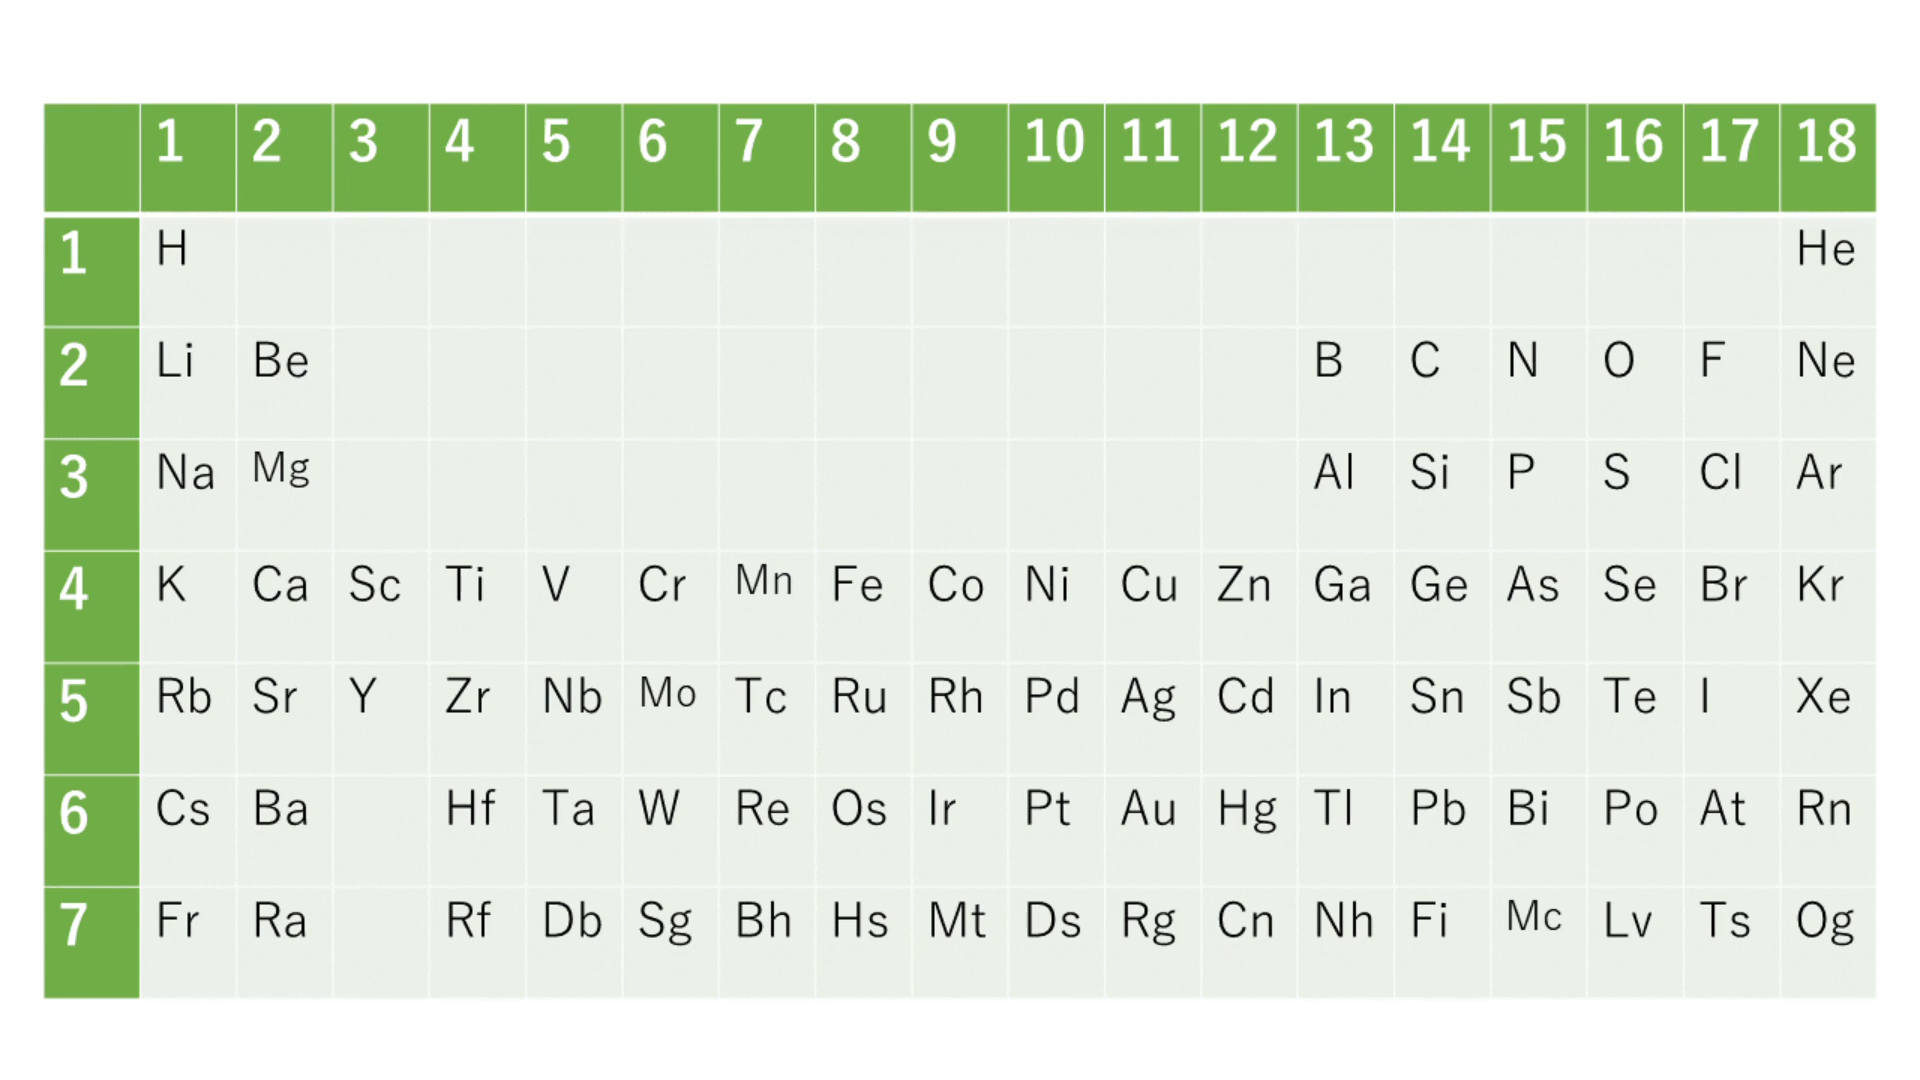 1 2 3 4 5 6 7 8 9 10 11 12 13 14 15 16 17 18
1 H He
2 Li Be B C N O F Ne
3 Na Mg Al Si P S Cl Ar
4 K Ca Sc Ti V Cr Mn Fe Co Ni Cu Zn Ga Ge As Se Br Kr
5 Rb Sr Y Zr Nb Mo Tc Ru Rh Pd Ag Cd In Sn Sb Te I Xe
6 Cs Ba Hf Ta W Re Os Ir Pt Au Hg Tl Pb Bi Po At Rn
7 Fr Ra Rf Db Sg Bh Hs Mt Ds Rg Cn Nh Fi Mc Lv Ts Og